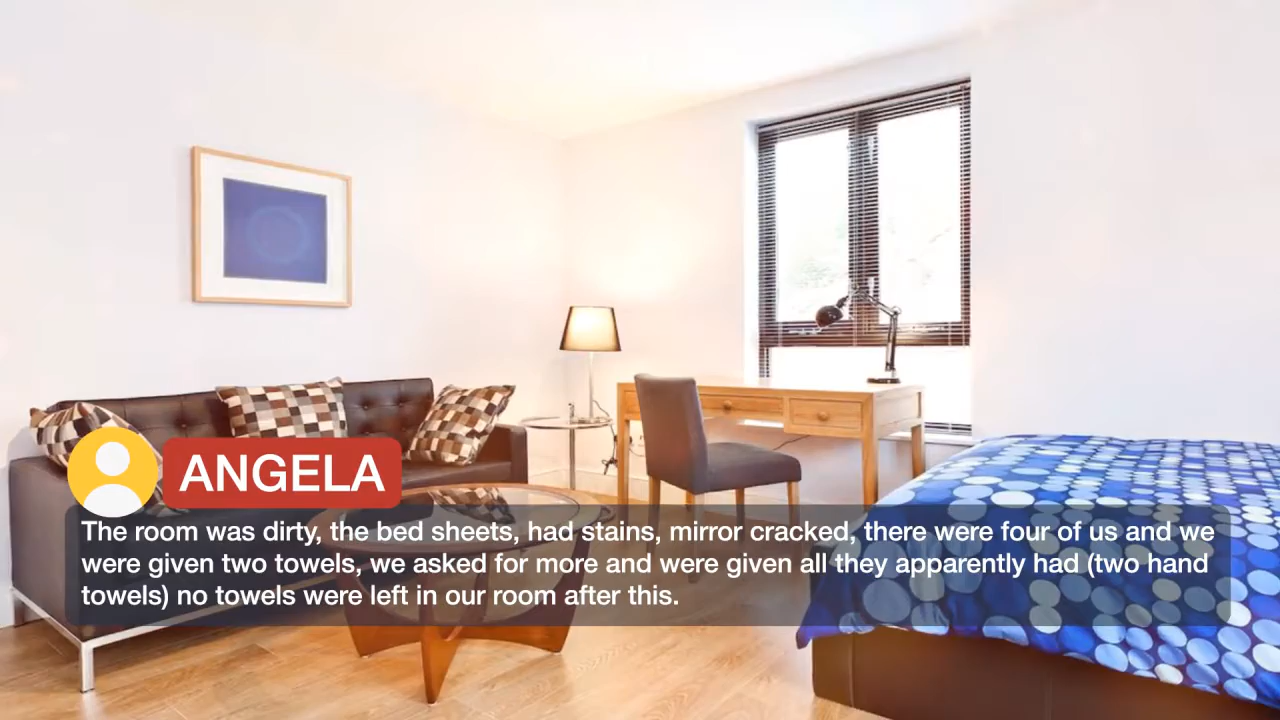 ANGELA
The room was dirty, the bed sheets, had stains, mirror cracked, there were four of us and we
were given two towels, we asked for more and were given all they apparently had (two hand
towels) no towels were left in our room after this.